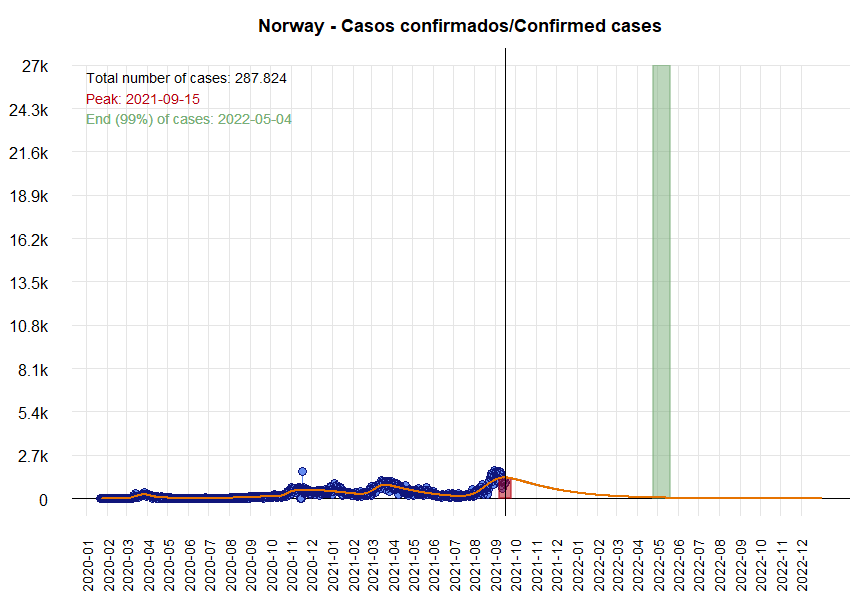 Norway - Casos confirmados/Confirmed cases
Total number of cases: 287.824
Peak: 2021-09-15
End (99%) of cases: 2022-05-04
27k
24.3k
21.6k
18.9k
16.2k
13.5k
10.8k
8.1k
5.4k
2.7k
0
2020-01
2020-02
2020-03
2020-04
2020-05
2020-06
2020-07
2020-08
2020-09
2020-10
2020-11
2020-12
2021-01
2021-02
2021-03
2021-04
2021-05
2021-06
2021-07
2021-08
2021-09
2021-10
2021-11
2021-12
2022-01
2022-02
2022-03
2022-04
2022-05
2022-06
2022-07
2022-08
2022-09
2022-10
2022-11
2022-12